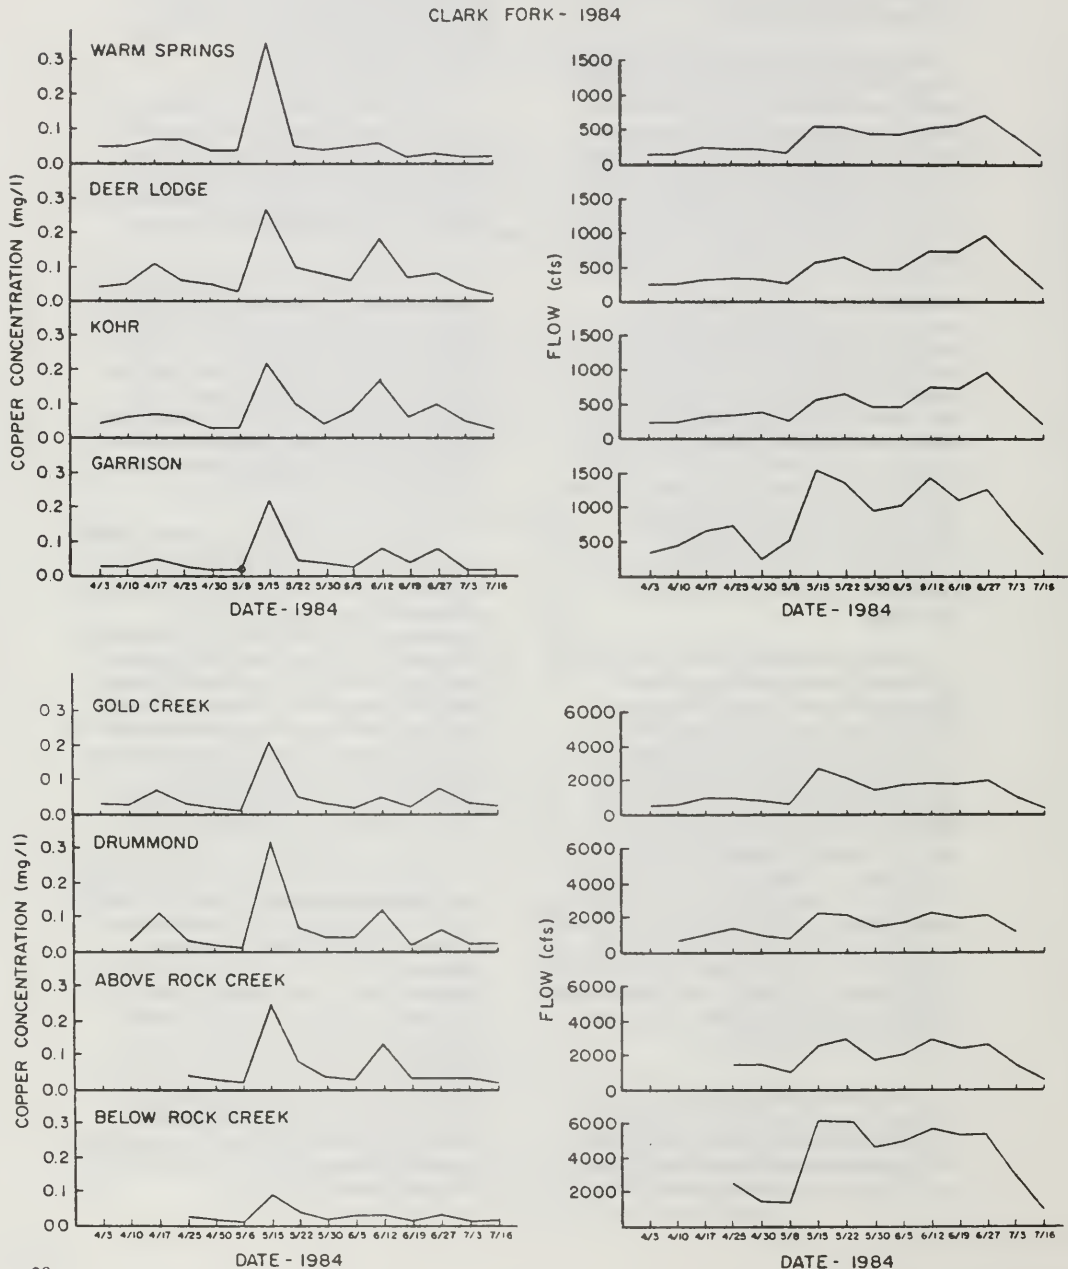 CLARK FORK - 1984
WARM SPRINGS
0.3
0.2
0.1
0.0
DEER LODGE
0.3
0.2
0.1
0.0
KOHR
0.3
0.2
0.1
0.0
GARRISON
0.3
0.2
0.1
0.0
COPPER CONCENTRATION (mg/l)
4/3 4/10 4/17 4/25 4/30 5/8 5/15 5/22 5/30 6/5 6/12 6/19 6/27 7/3 7/16
DATE - 1984
1500
1000
500
0
1500
1000
500
0
1500
1000
500
0
1500
1000
500
FLOW (cfs)
4/3 4/10 4/17 4/25 4/30 5/8 5/15 5/22 5/30 6/5 6/12 6/19 6/27 7/3 7/16
DATE - 1984
GOLD CREEK
0.3
0.2
0.1
0.0
DRUMMOND
0.3
0.2
0.1
0.0
ABOVE ROCK CREEK
0.3
0.2
0.1
0.0
BELOW ROCK CREEK
0.3
0.2
0.1
0.0
COPPER CONCENTRATION (mg/l)
4/3 4/10 4/17 4/25 4/30 5/6 5/15 5/22 5/30 6/5 6/12 6/19 6/27 7/3 7/16
DATE - 1984
6000
4000
2000
0
6000
4000
2000
0
6000
4000
2000
0
6000
4000
2000
FLOW (cfs)
4/3 4/10 4/17 4/25 4/30 5/8 5/15 5/22 5/30 6/5 6/12 6/19 6/27 7/3 7/16
DATE - 1984